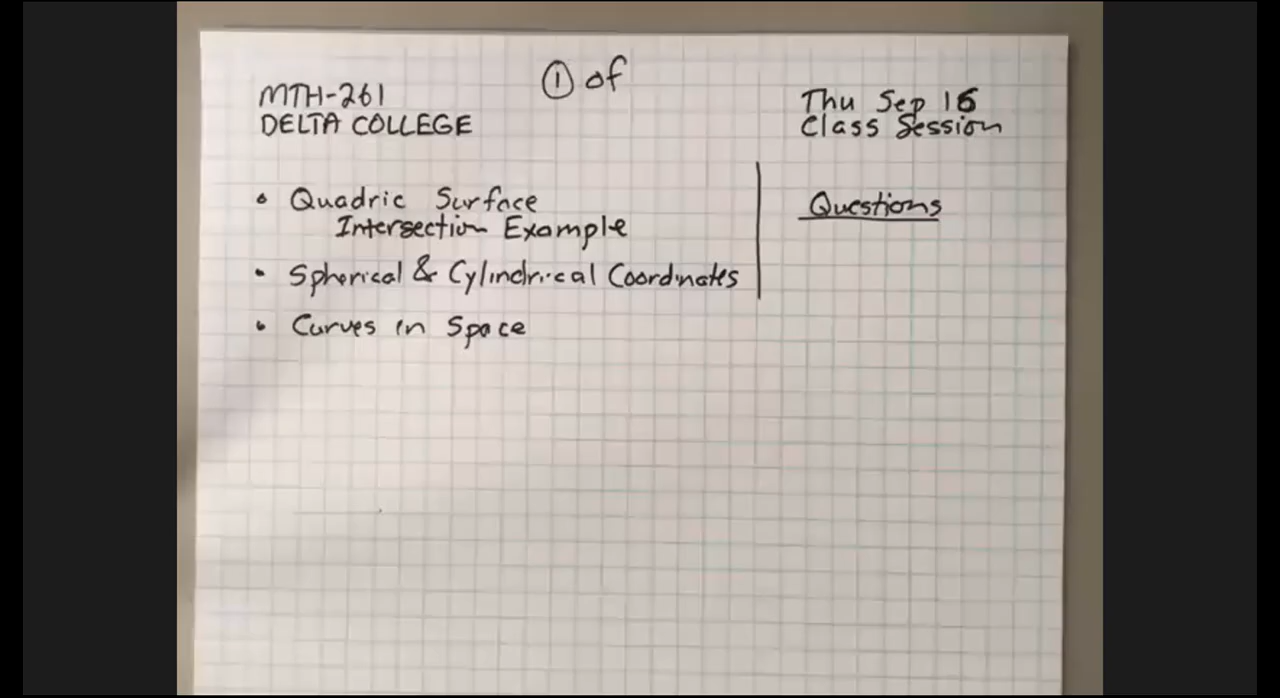 ① of
MTH-261
DELTA COLLEGE
Thu Sep 16
Class Session
• Quadric Surface
Intersection Example
• Spherical & Cylindrical Coordinates
• Curves in Space
Questions